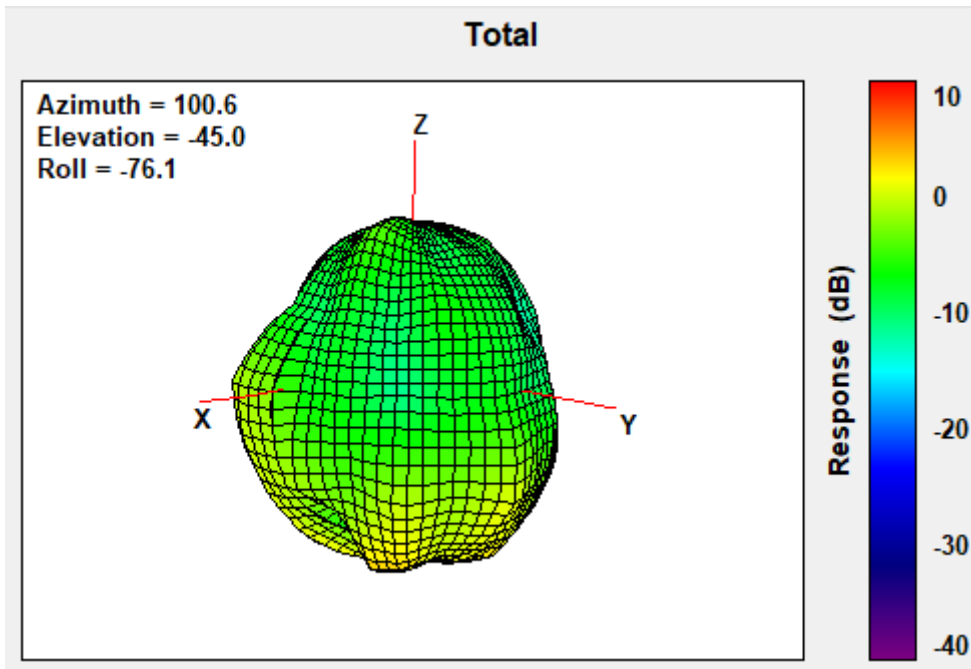 Total
Azimuth = 100.6
Elevation = -45.0
Roll = -76.1
Z
X
Y
Response (dB)
10
0
-10
-20
-30
-40